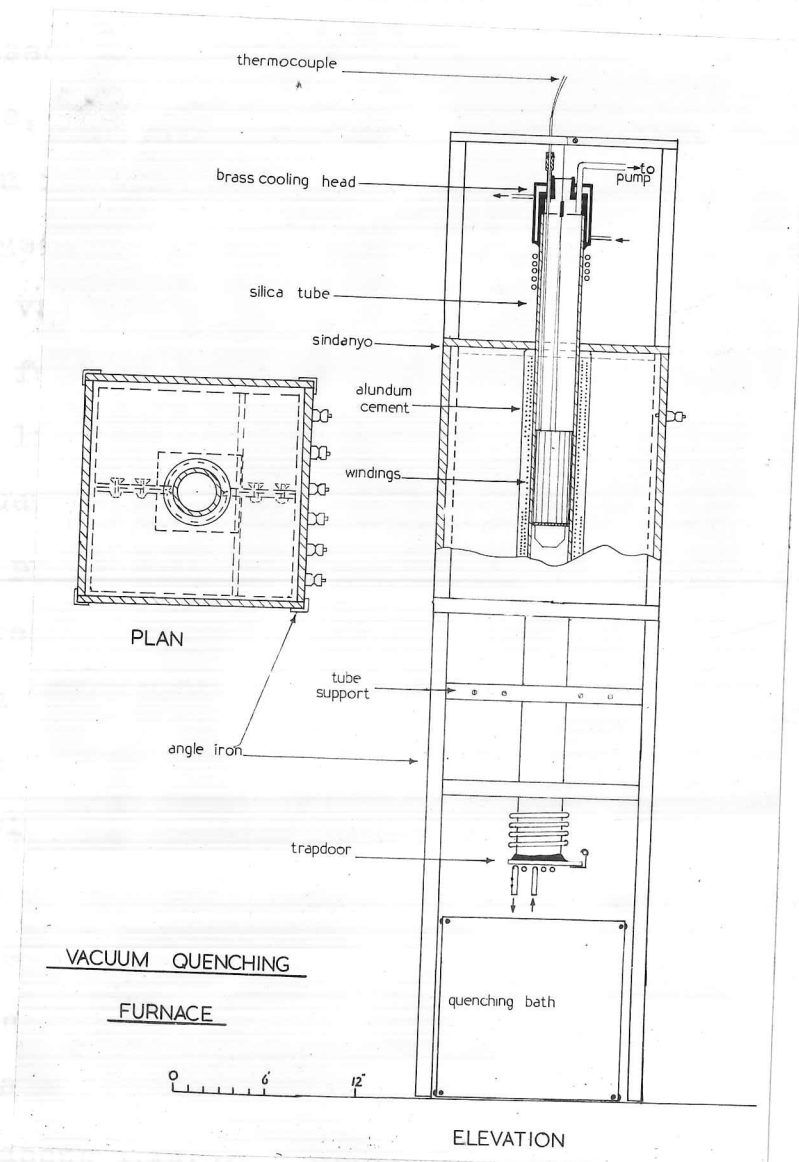 thermocouple
to
pump
brass cooling head
silica tube
sindanyo
alundum
cement
windings
PLAN
tube
support
angle iron
trapdoor
VACUUM QUENCHING
FURNACE
quenching bath
0 6" 12"
ELEVATION